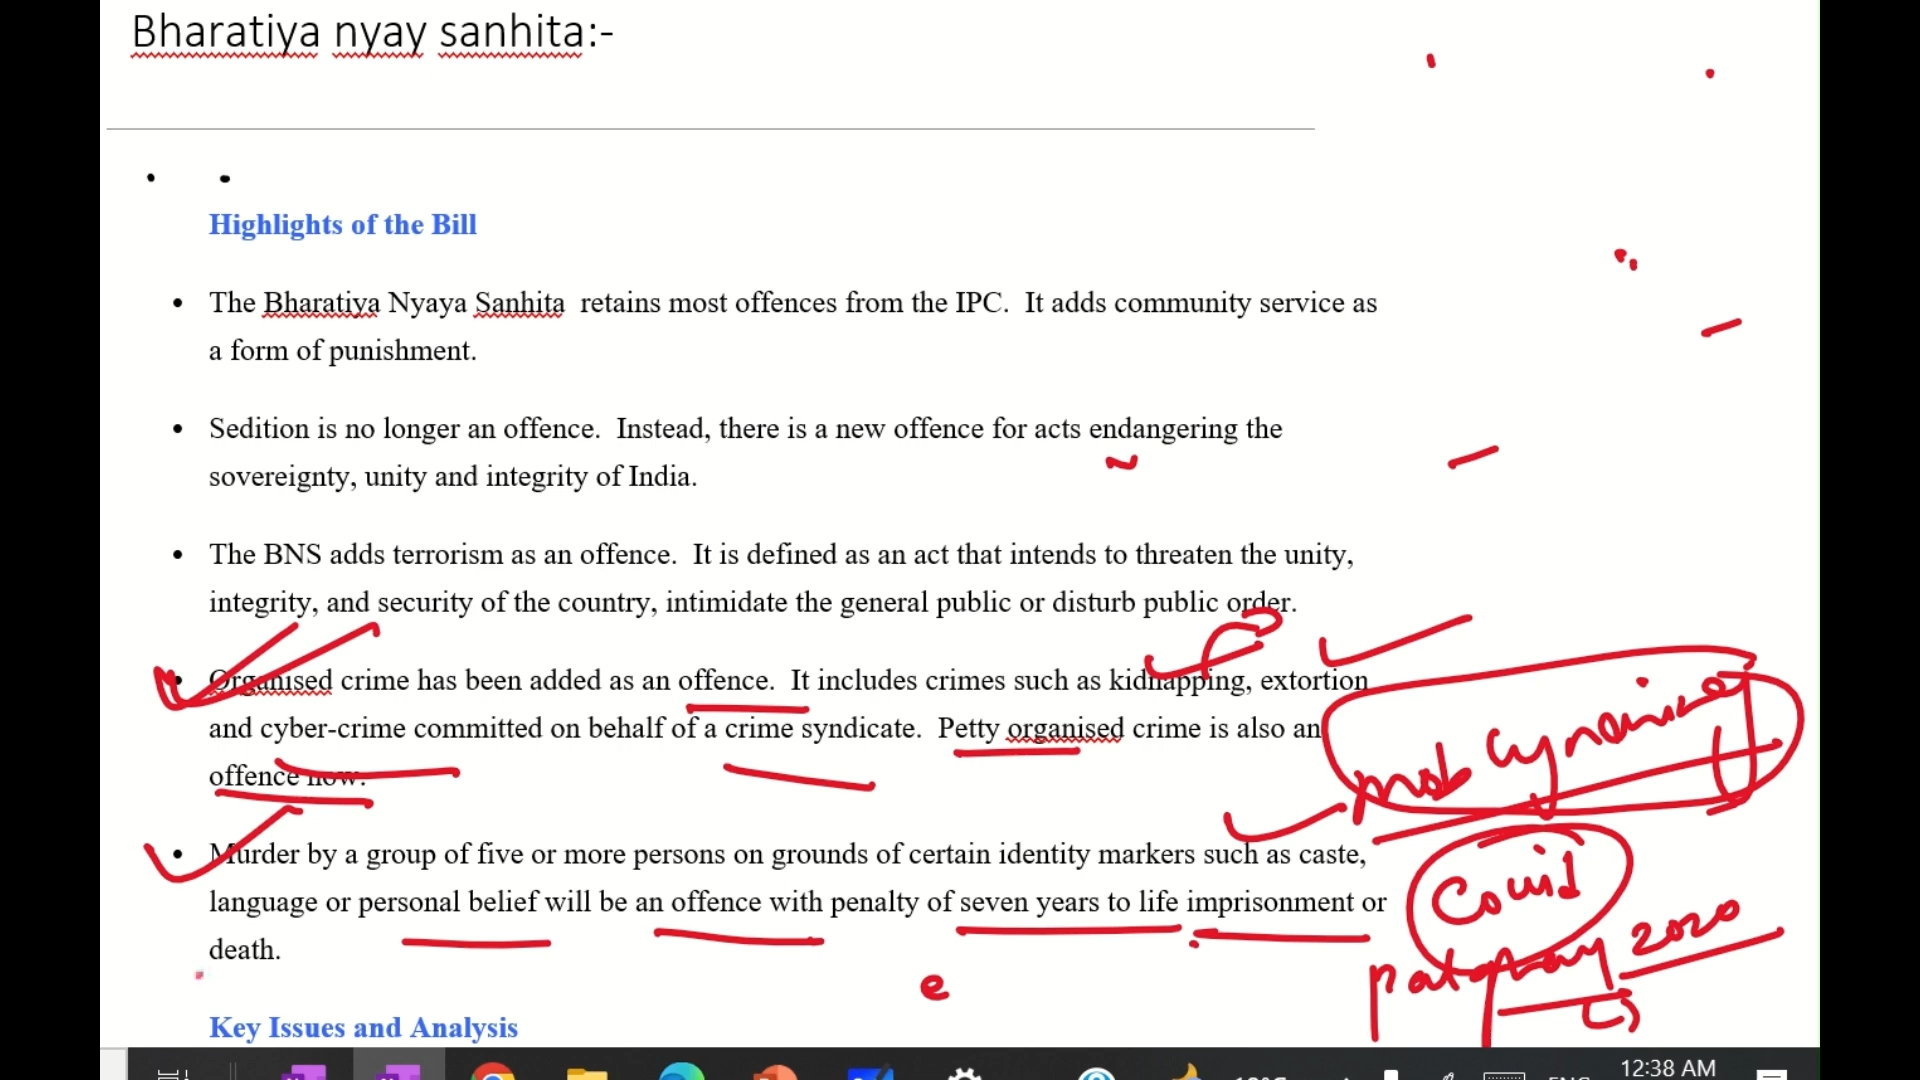 Bharatiya nyay sanhita:-
Highlights of the Bill
• The Bharatiya Nyaya Sanhita retains most offences from the IPC. It adds community service as
a form of punishment.
• Sedition is no longer an offence. Instead, there is a new offence for acts endangering the
sovereignty, unity and integrity of India.
• The BNS adds terrorism as an offence. It is defined as an act that intends to threaten the unity,
integrity, and security of the country, intimidate the general public or disturb public order.
• Organised crime has been added as an offence. It includes crimes such as kidnapping, extortion
and cyber-crime committed on behalf of a crime syndicate. Petty organised crime is also an
offence now.
mob
• Murder by a group of five or more persons on grounds of certain identity markers such as caste,
language or personal belief will be an offence with penalty of seven years to life imprisonment or
death.
Covid
2020
e
Key Issues and Analysis
12:38 AM